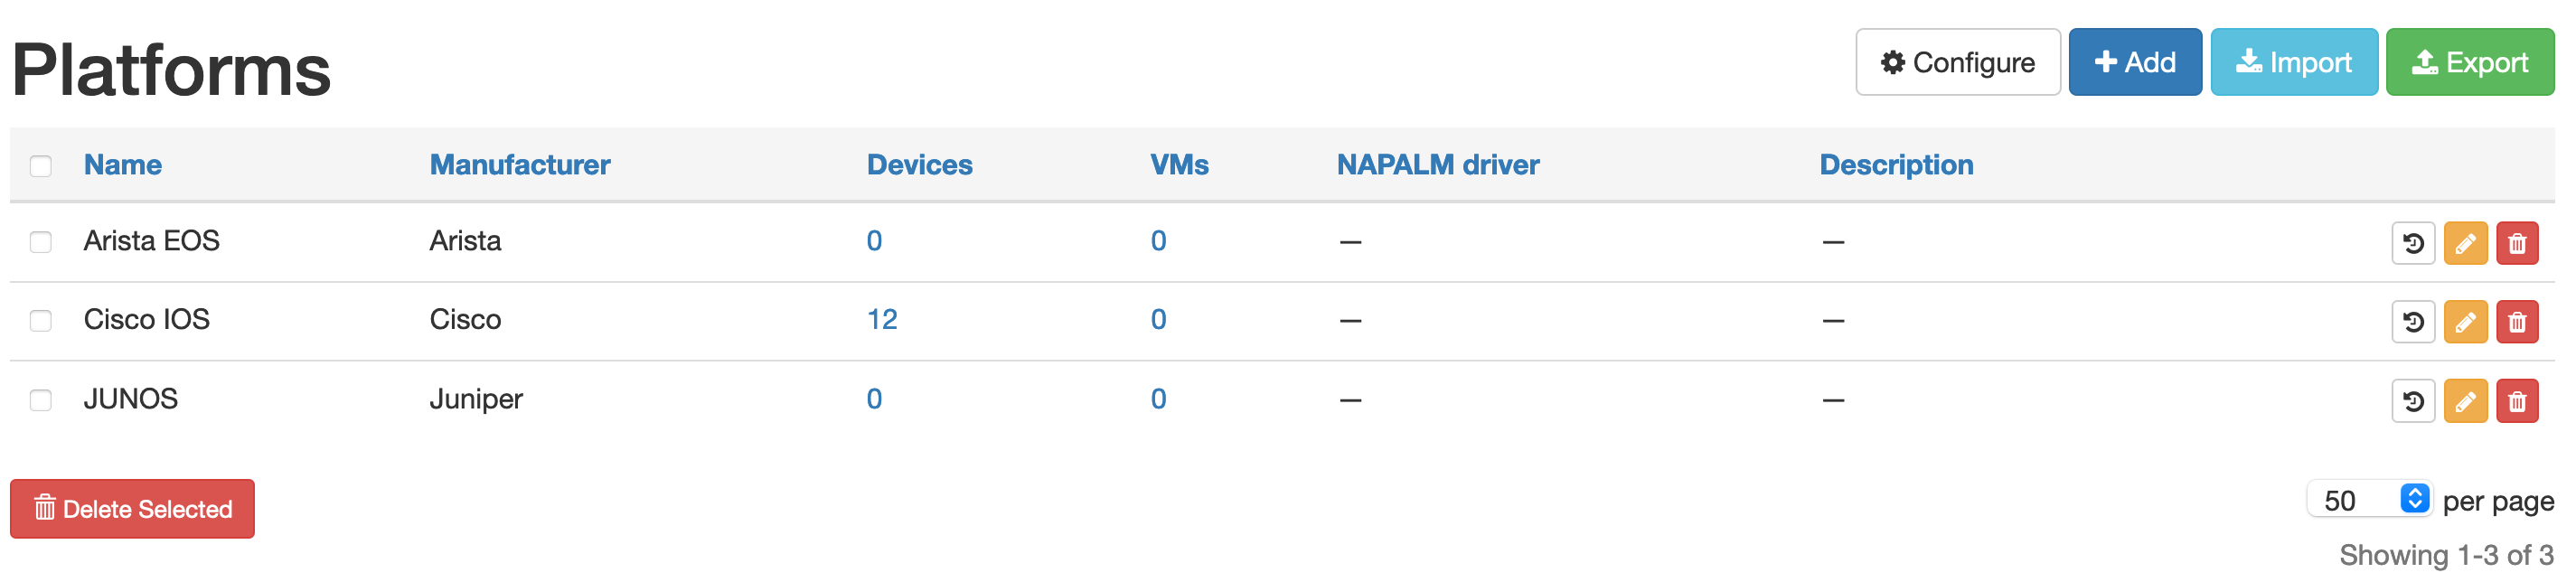 Platforms
Configure Add Import Export
Name Manufacturer Devices VMs NAPALM driver Description
Arista EOS Arista 0 0 — —
Cisco IOS Cisco 12 0 — —
JUNOS Juniper 0 0 — —
Delete Selected 50 per page
Showing 1-3 of 3